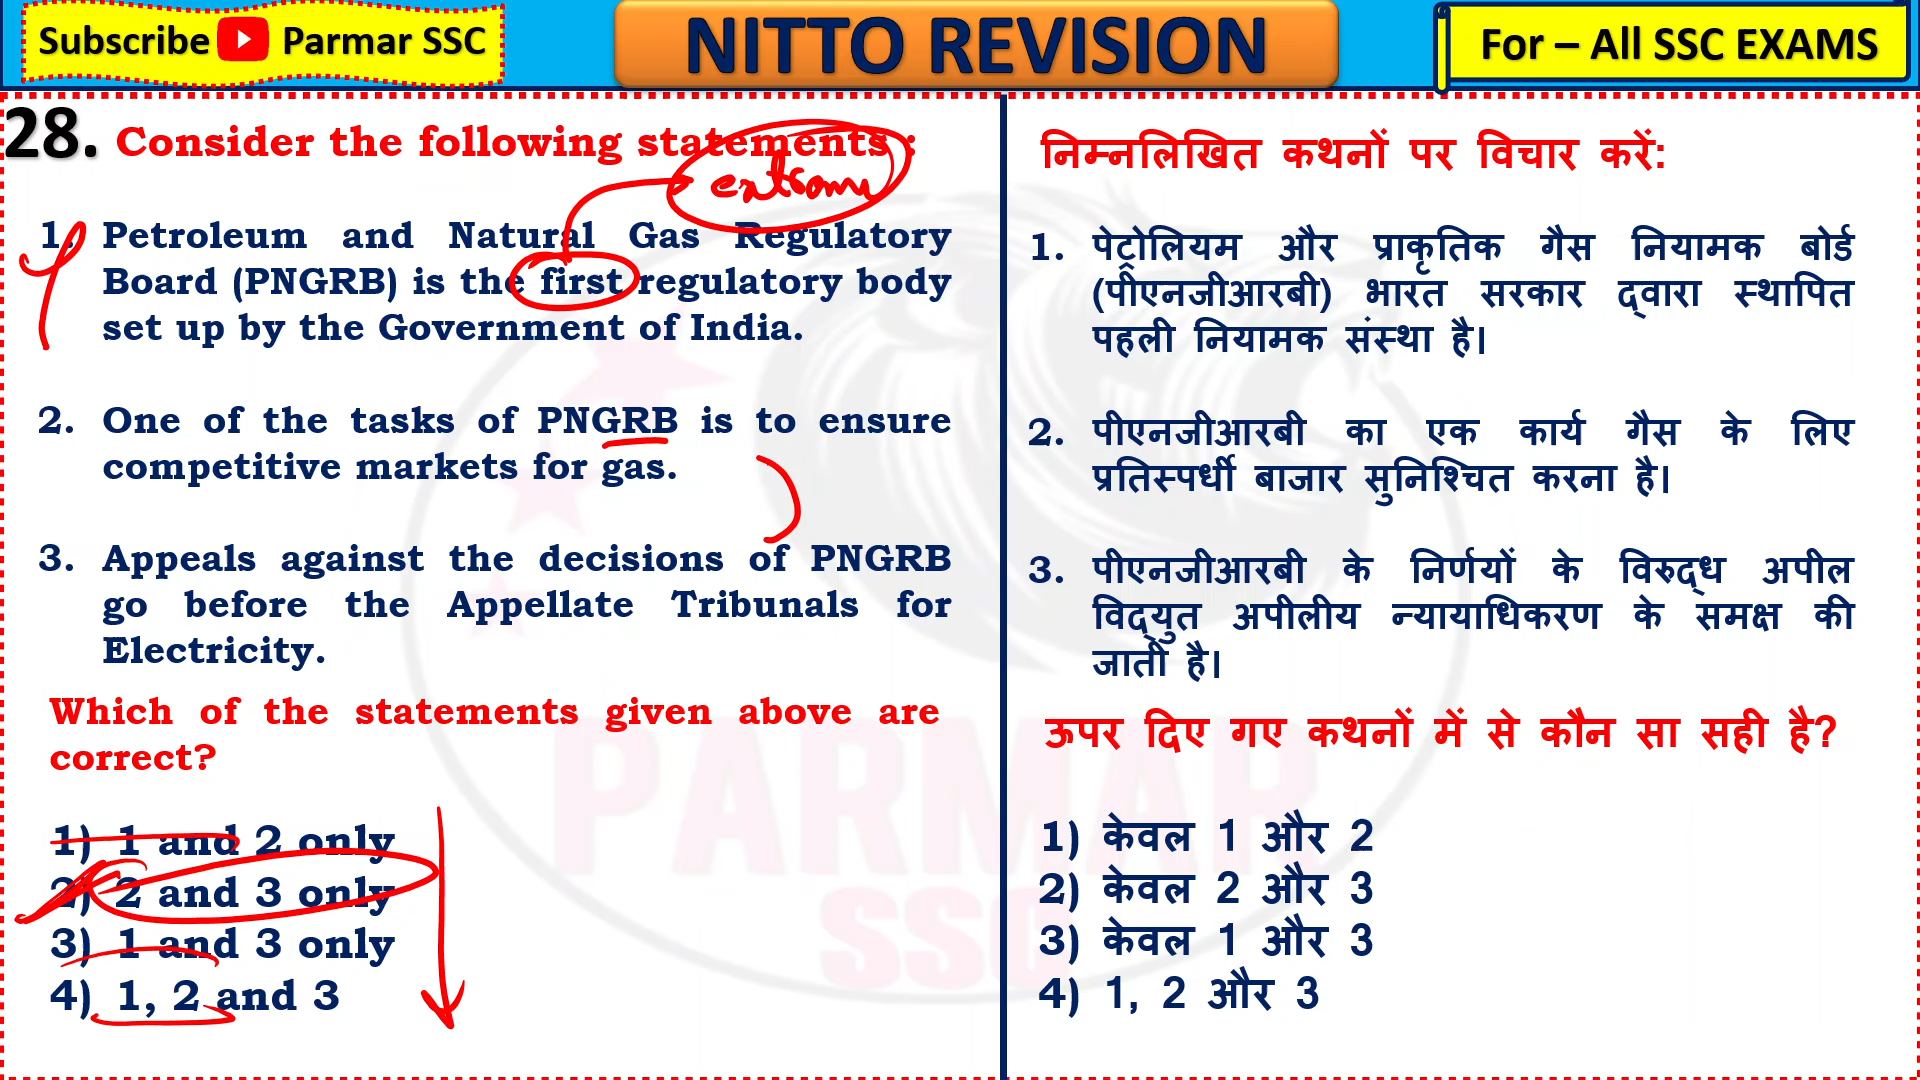 Subscribe Parmar SSC
NITTO REVISION
For – All SSC EXAMS
28. Consider the following statements :
1. Petroleum and Natural Gas Regulatory
Board (PNGRB) is the first regulatory body
set up by the Government of India.
2. One of the tasks of PNGRB is to ensure
competitive markets for gas.
3. Appeals against the decisions of PNGRB
go before the Appellate Tribunals for
Electricity.
Which of the statements given above are
correct?
1) 1 and 2 only
2) 2 and 3 only
3) 1 and 3 only
4) 1, 2 and 3
निम्नलिखित कथनों पर विचार करें:
1. पेट्रोलियम और प्राकृतिक गैस नियामक बोर्ड
(पीएनजीआरबी) भारत सरकार द्वारा स्थापित
पहली नियामक संस्था है।
2. पीएनजीआरबी का एक कार्य गैस के लिए
प्रतिस्पर्धी बाजार सुनिश्चित करना है।
3. पीएनजीआरबी के निर्णयों के विरुद्ध अपील
विद्युत अपीलीय न्यायाधिकरण के समक्ष की
जाती है।
ऊपर दिए गए कथनों में से कौन सा सही है?
1) केवल 1 और 2
2) केवल 2 और 3
3) केवल 1 और 3
4) 1, 2 और 3
PARMAR
SSC